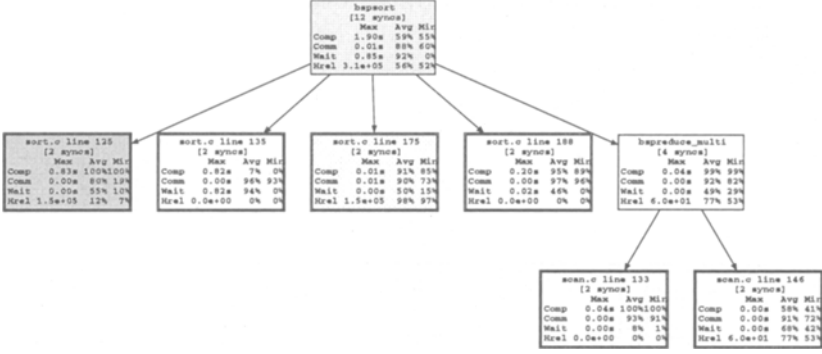 bspsort
[12 syncs]
Max Avg Min
Comp 1.90s 59% 55%
Comm 0.01s 88% 60%
Wait 0.85s 92% 0%
Hrel 3.1e+05 56% 52%
sort.c line 125
[2 syncs]
Max Avg Min
Comp 0.83s 100%100%
Comm 0.00s 80% 19%
Wait 0.00s 55% 10%
Hrel 1.5e+05 12% 7%
sort.c line 135
[2 syncs]
Max Avg Min
Comp 0.82s 7% 0%
Comm 0.00s 96% 93%
Wait 0.82s 94% 0%
Hrel 0.0e+00 0% 0%
sort.c line 175
[2 syncs]
Max Avg Min
Comp 0.01s 91% 85%
Comm 0.01s 90% 73%
Wait 0.00s 50% 15%
Hrel 1.5e+05 98% 97%
sort.c line 188
[2 syncs]
Max Avg Min
Comp 0.20s 95% 89%
Comm 0.00s 97% 96%
Wait 0.02s 46% 0%
Hrel 0.0e+00 0% 0%
bspreduce_multi
[4 syncs]
Max Avg Min
Comp 0.04s 99% 99%
Comm 0.00s 92% 82%
Wait 0.00s 49% 29%
Hrel 6.0e+01 77% 53%
scan.c line 133
[2 syncs]
Max Avg Min
Comp 0.04s 100%100%
Comm 0.00s 93% 91%
Wait 0.00s 8% 1%
Hrel 0.0e+00 0% 0%
scan.c line 146
[2 syncs]
Max Avg Min
Comp 0.00s 58% 41%
Comm 0.00s 91% 72%
Wait 0.00s 68% 42%
Hrel 6.0e+01 77% 53%